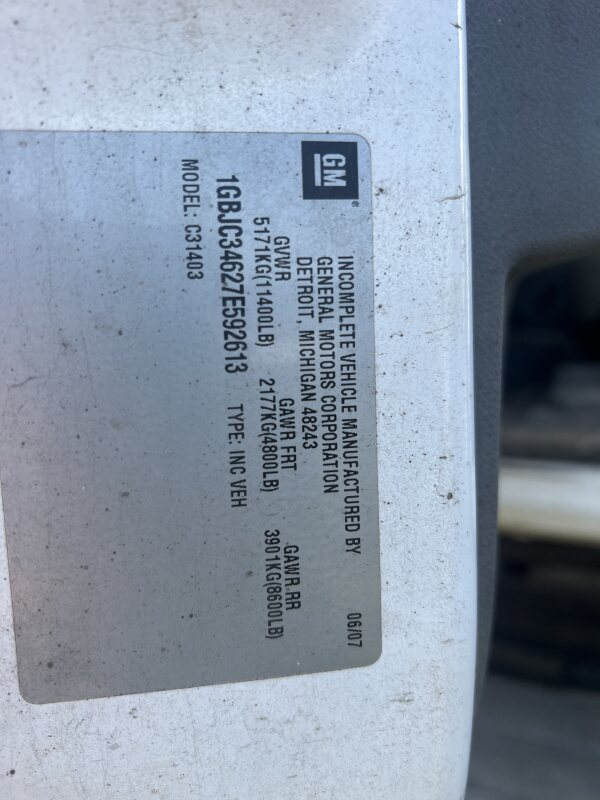 GM®
INCOMPLETE VEHICLE MANUFACTURED BY 06/07
GENERAL MOTORS CORPORATION
DETROIT, MICHIGAN 48243
GVWR GAWR FRT GAWR RR
5171KG(11400LB) 2177KG(4800LB) 3901KG(8600LB)
1GBJC34627E592613 TYPE: INC VEH
MODEL: C31403